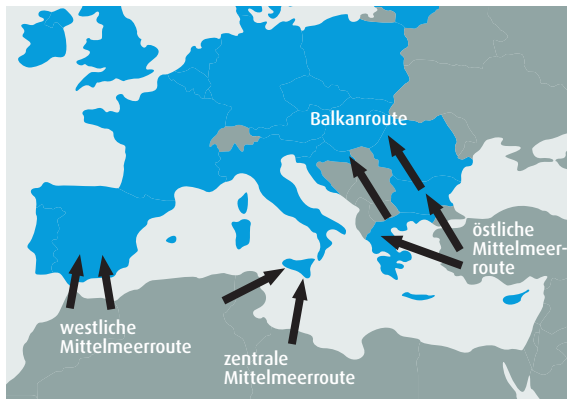 Balkanroute
östliche
Mittelmeer-
route
westliche
Mittelmeerroute
zentrale
Mittelmeerroute